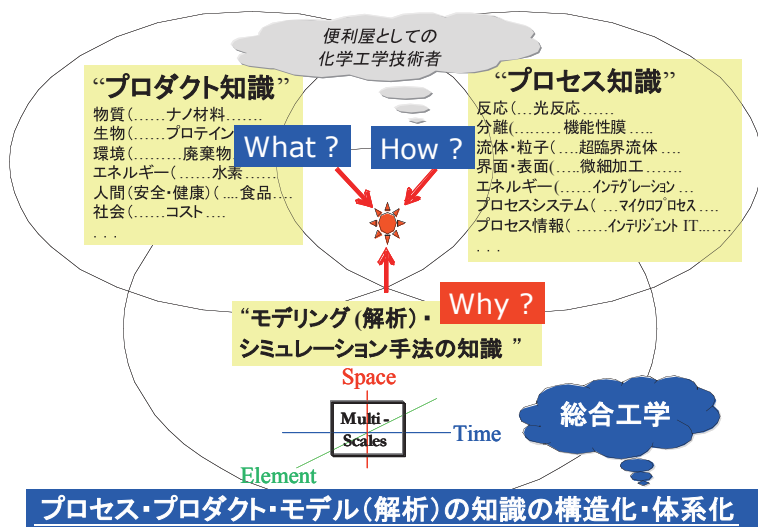 便利屋としての
化学工学技術者
“プロダクト知識”
物質(……ナノ材料…….
生物(……プロテイン
環境(………廃棄物
エネルギー(……水素….
人間(安全・健康)(....食品….
社会(……コスト….
. . .
What ?
How ?
“プロセス知識”
反応(…光反応……
分離(……… 機能性膜…..
流体・粒子(….超臨界流体….
界面・表面(….微細加工…….
エネルギー(……インテグレーション…
プロセスシステム( …マイクロプロセス….
プロセス情報( ……インテリジェント IT...…..
. . .
Why ?
“モデリング(解析)・
シミュレーション手法の知識 ”
Space
Multi-
Scales
Time
Element
総合工学
プロセス・プロダクト・モデル(解析)の知識の構造化・体系化